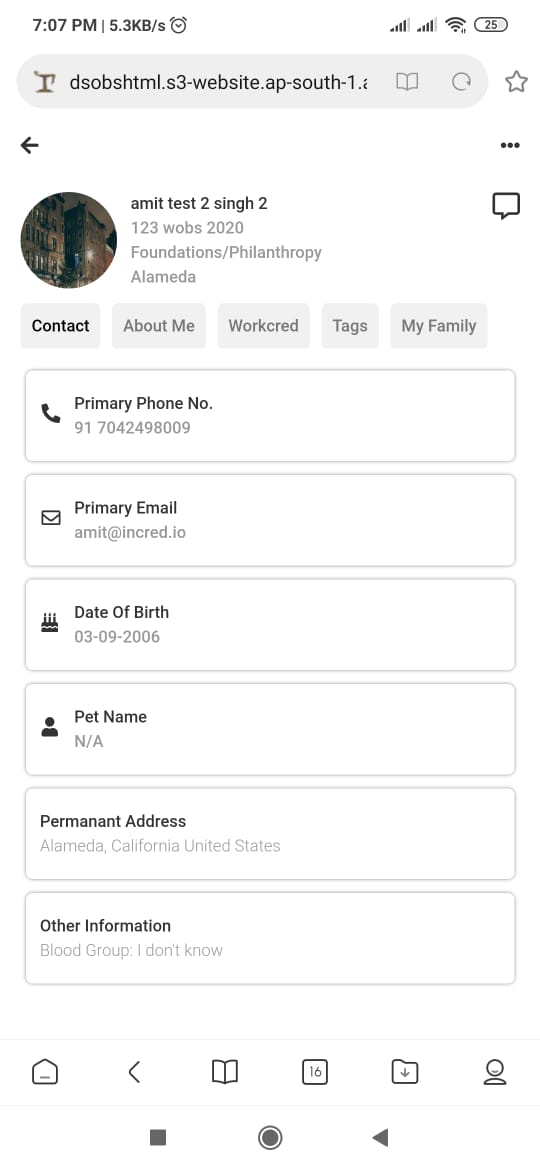 7:07 PM | 5.3KB/s
25
dsobshtml.s3-website.ap-south-1.a
amit test 2 singh 2
123 wobs 2020
Foundations/Philanthropy
Alameda
Contact
About Me
Workcred
Tags
My Family
Primary Phone No.
91 7042498009
Primary Email
amit@incred.io
Date Of Birth
03-09-2006
Pet Name
N/A
Permanant Address
Alameda, California United States
Other Information
Blood Group: I don't know
16